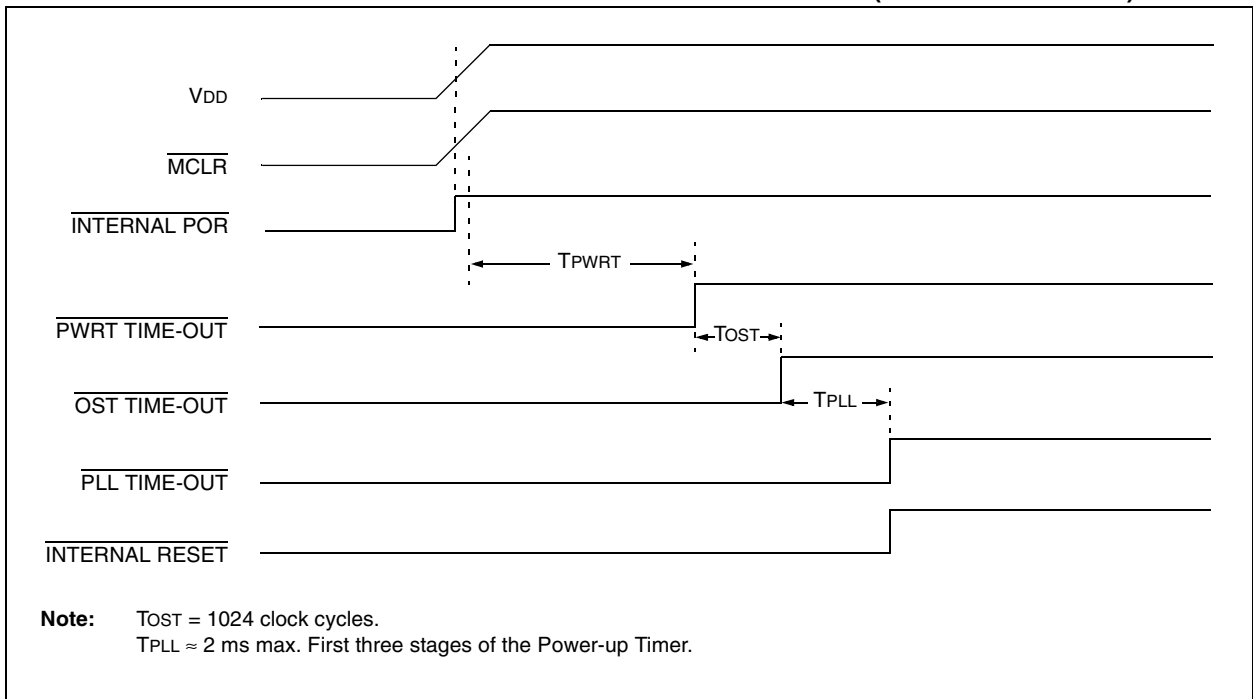 VDD
MCLR
INTERNAL POR
TPWRT
PWRT TIME-OUT
TOST
OST TIME-OUT
TPLL
PLL TIME-OUT
INTERNAL RESET
Note: TOST = 1024 clock cycles.
TPLL ≈ 2 ms max. First three stages of the Power-up Timer.